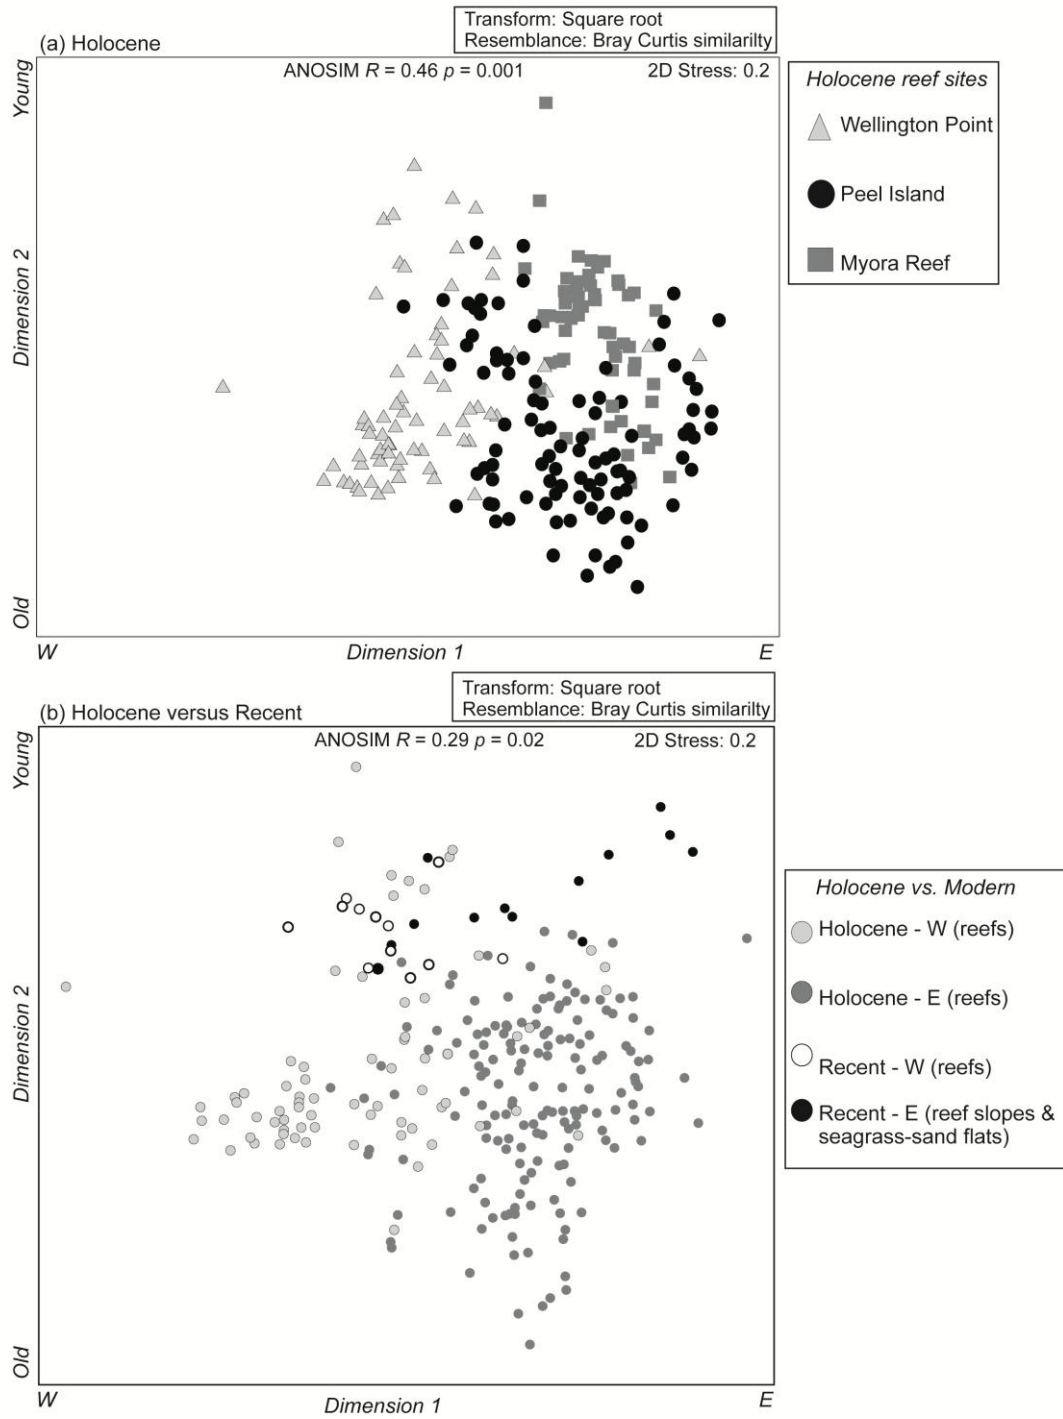 (a) Holocene
Transform: Square root
Resemblance: Bray Curtis similarilty
ANOSIM R = 0.46 p = 0.001
2D Stress: 0.2
Young
Dimension 2
Old
W
Dimension 1
E
Holocene reef sites
Wellington Point
Peel Island
Myora Reef
(b) Holocene versus Recent
Transform: Square root
Resemblance: Bray Curtis similarilty
ANOSIM R = 0.29 p = 0.02
2D Stress: 0.2
Young
Dimension 2
Old
W
Dimension 1
E
Holocene vs. Modern
Holocene - W (reefs)
Holocene - E (reefs)
Recent - W (reefs)
Recent - E (reef slopes &
seagrass-sand flats)